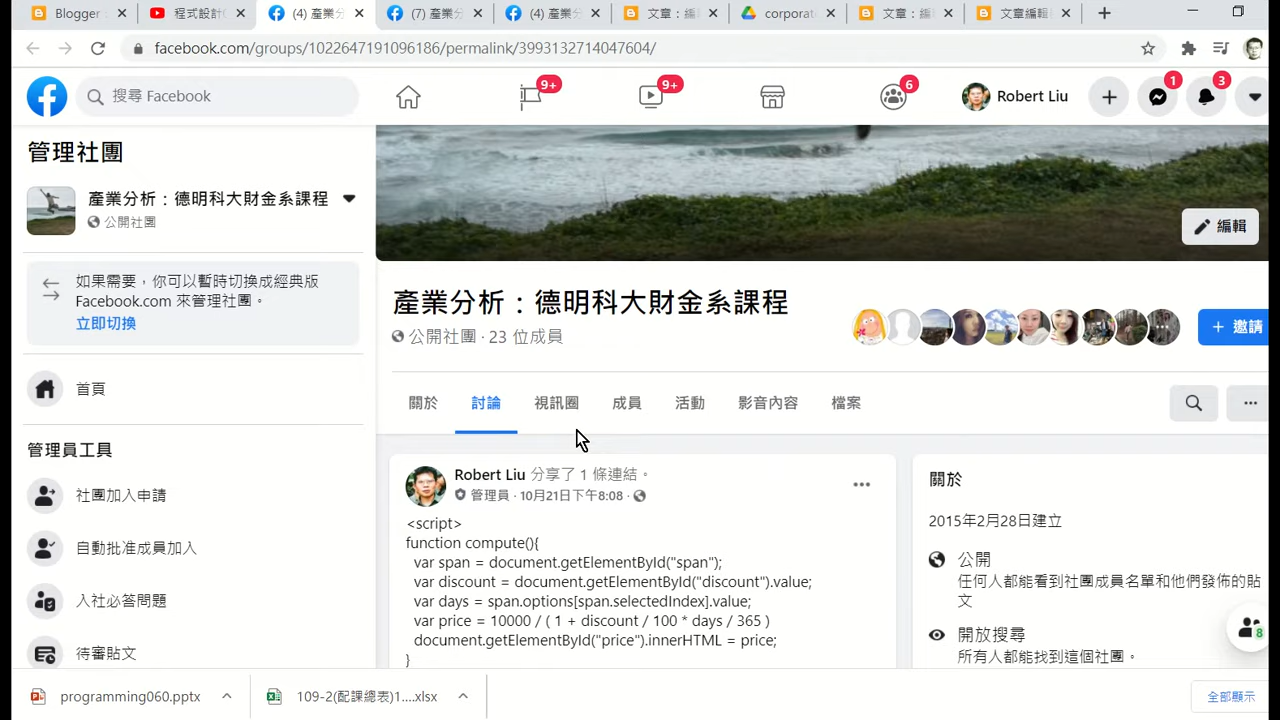 Blogger
程式設計(
(4) 產業分
(7) 產業分
(4) 產業分
文章：編
corporat
文章：編
文章編輯
facebook.com/groups/1022647191096186/permalink/3993132714047604/
搜尋 Facebook
9+
9+
6
Robert Liu
1
3
管理社團
產業分析：德明科大財金系課程
公開社團
如果需要，你可以暫時切換成經典版
Facebook.com 來管理社團。
立即切換
首頁
管理員工具
社團加入申請
自動批准成員加入
入社必答問題
待審貼文
編輯
產業分析：德明科大財金系課程
公開社團 · 23 位成員
邀請
關於
討論
視訊圈
成員
活動
影音內容
檔案
Robert Liu 分享了 1 條連結。
管理員 · 10月21日下午8:08 ·
<script>
function compute(){
var span = document.getElementById("span");
var discount = document.getElementById("discount").value;
var days = span.options[span.selectedIndex].value;
var price = 10000 / ( 1 + discount / 100 * days / 365 )
document.getElementById("price").innerHTML = price;
}
關於
2015年2月28日建立
公開
任何人都能看到社團成員名單和他們發佈的貼
文
開放搜尋
所有人都能找到這個社團。
8
programming060.pptx
109-2(配課總表)1....xlsx
全部顯示